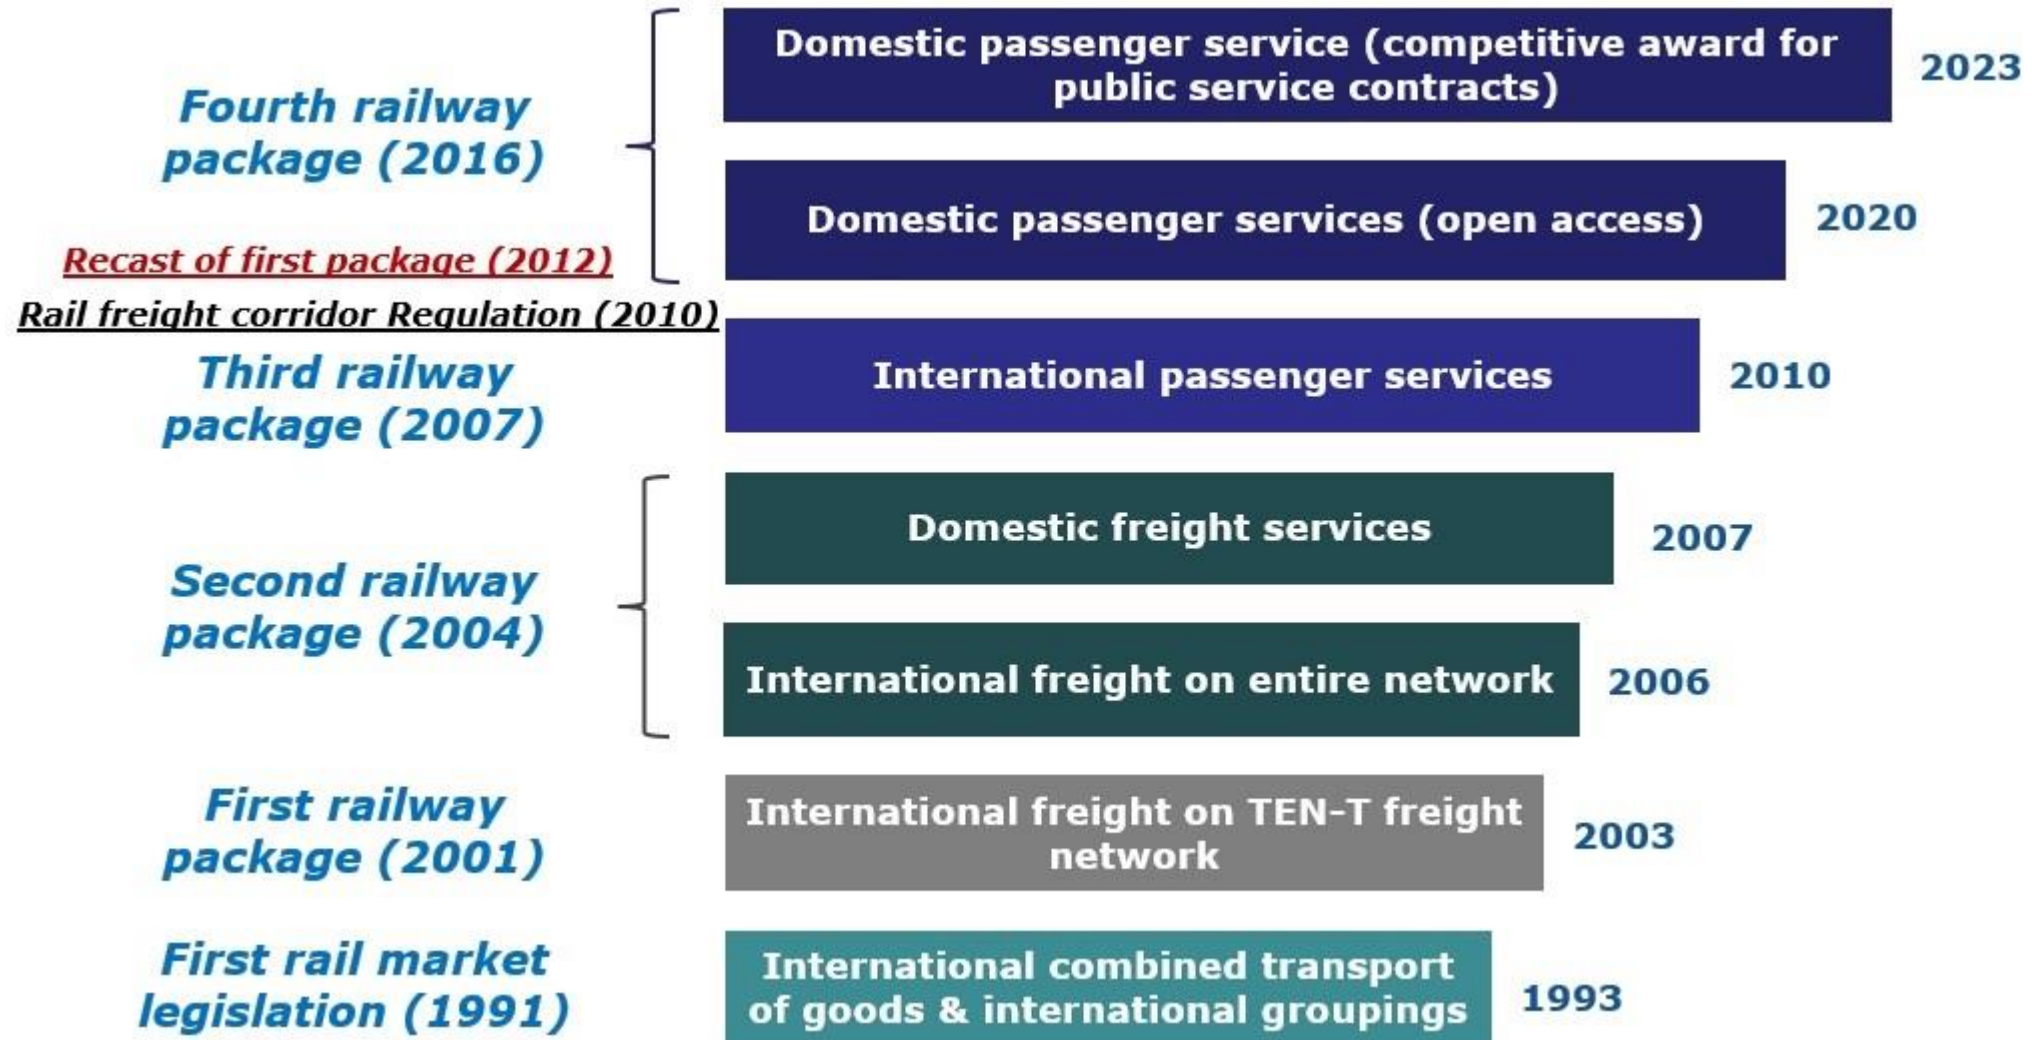 Fourth railway
package (2016)
Domestic passenger service (competitive award for
public service contracts)
2023
Domestic passenger services (open access)
2020
Recast of first package (2012)
Rail freight corridor Regulation (2010)
Third railway
package (2007)
International passenger services
2010
Second railway
package (2004)
Domestic freight services
2007
International freight on entire network
2006
First railway
package (2001)
International freight on TEN-T freight
network
2003
First rail market
legislation (1991)
International combined transport
of goods & international groupings
1993